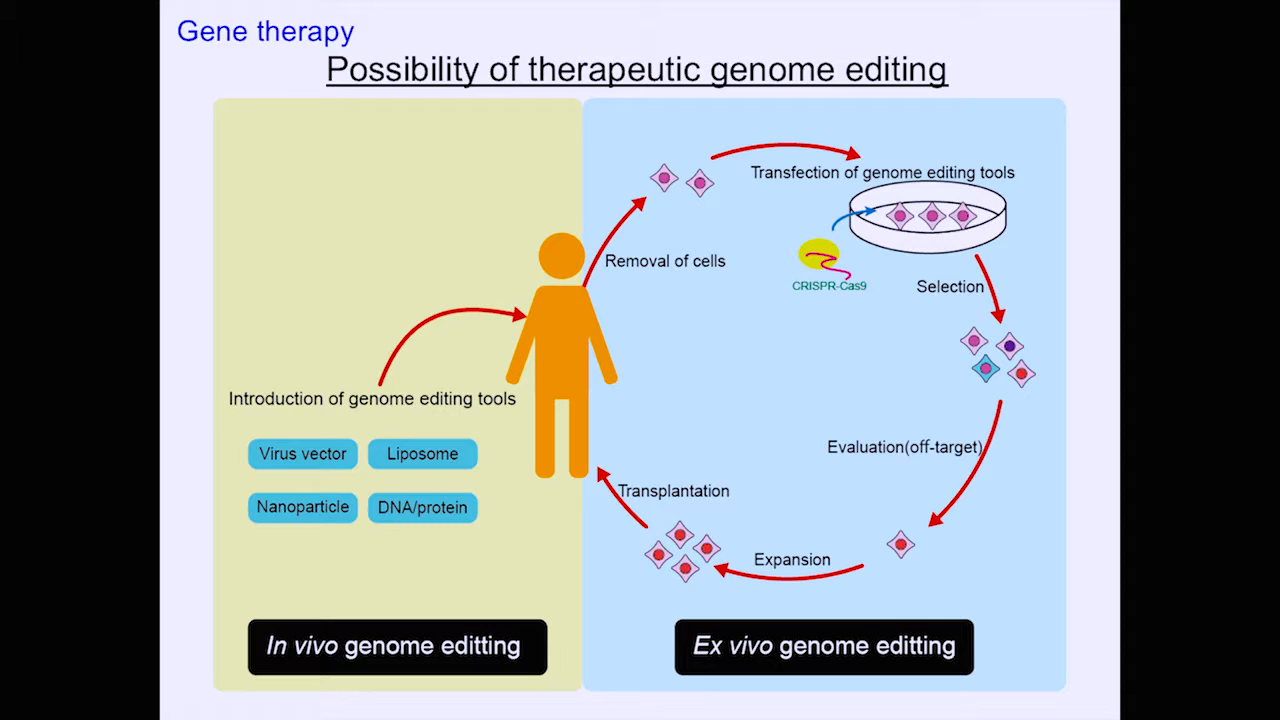 Gene therapy
Possibility of therapeutic genome editing
Transfection of genome editing tools
Removal of cells
CRISPR-Cas9
Selection
Introduction of genome editing tools
Virus vector
Liposome
Nanoparticle
DNA/protein
Evaluation(off-target)
Transplantation
Expansion
In vivo genome editting
Ex vivo genome editting